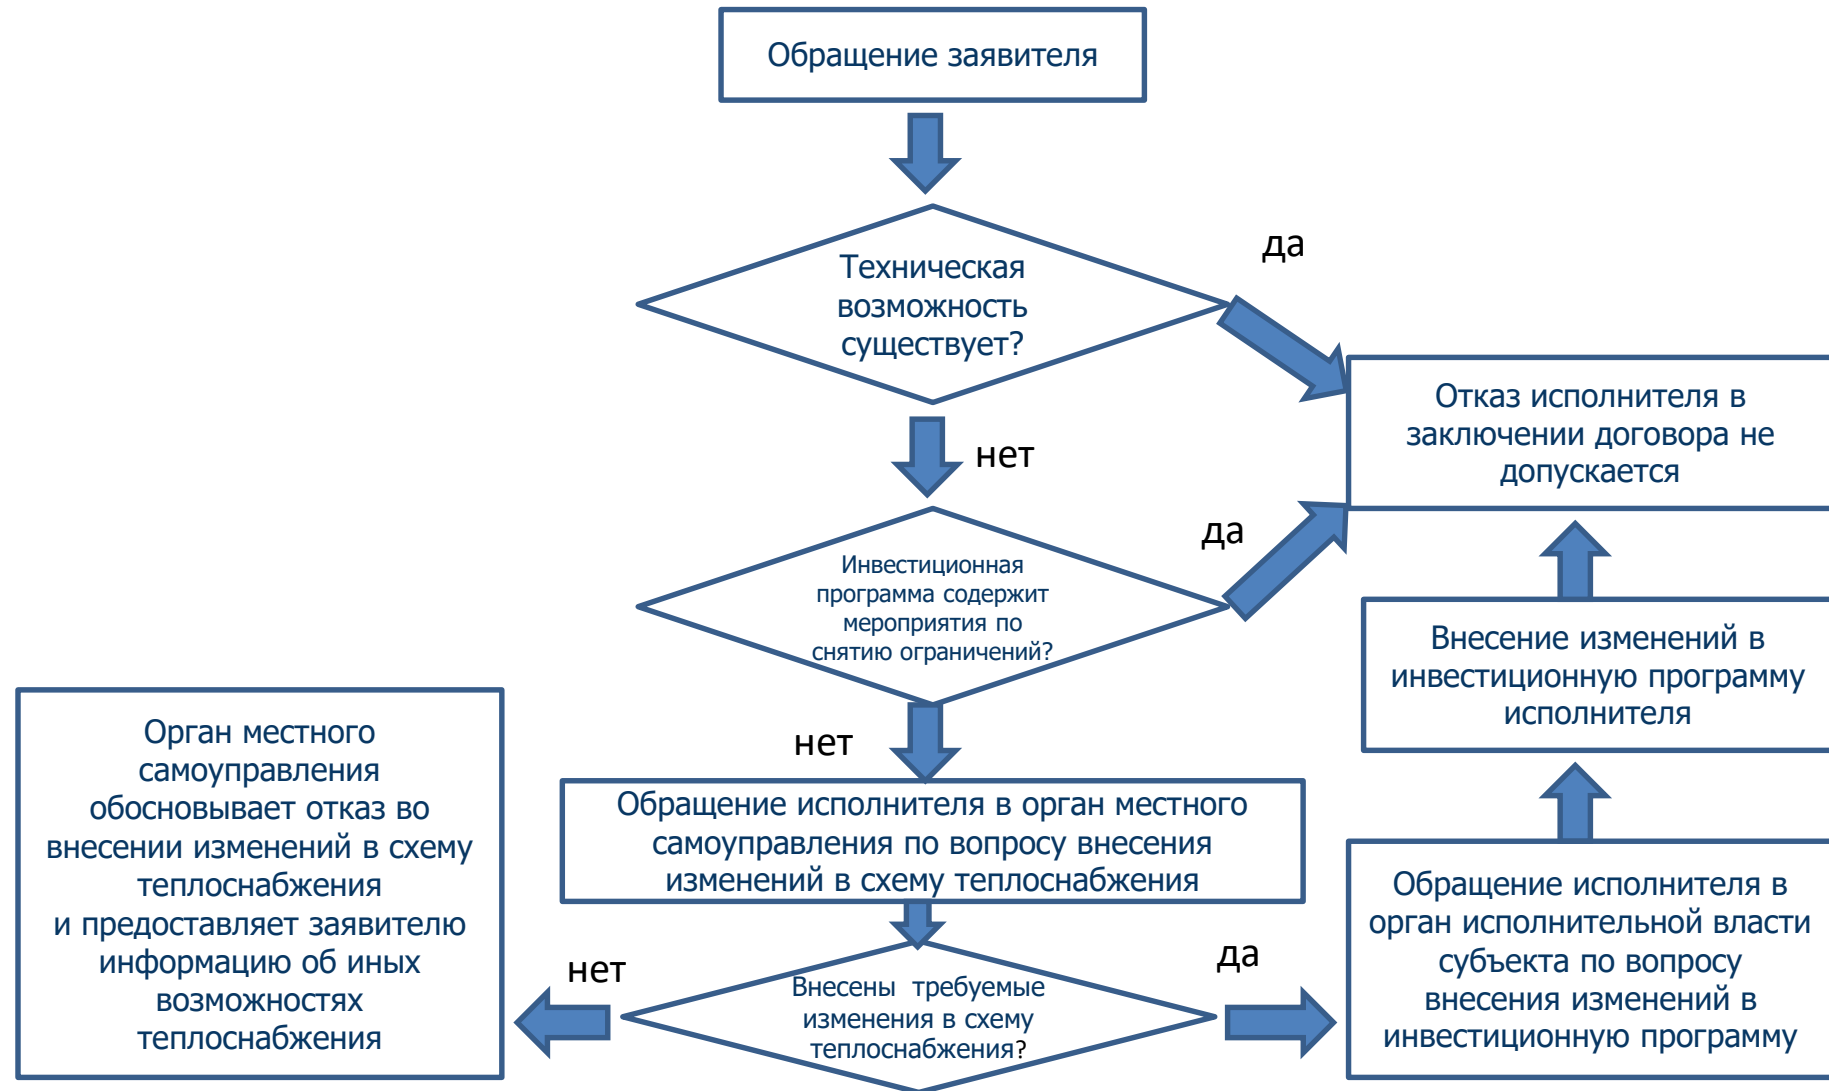 Обращение заявителя
да
Техническая
возможность
существует?
нет
Отказ исполнителя в
заключении договора не
допускается
да
Инвестиционная
программа содержит
мероприятия по
снятию ограничений?
нет
Внесение изменений в
инвестиционную программу
исполнителя
Орган местного
самоуправления
обосновывает отказ во
внесении изменений в схему
теплоснабжения
и предоставляет заявителю
информацию об иных
возможностях
теплоснабжения
Обращение исполнителя в орган местного
самоуправления по вопросу внесения
изменений в схему теплоснабжения
нет
Внесены требуемые
изменения в схему
теплоснабжения?
да
Обращение исполнителя в
орган исполнительной власти
субъекта по вопросу
внесения изменений в
инвестиционную программу